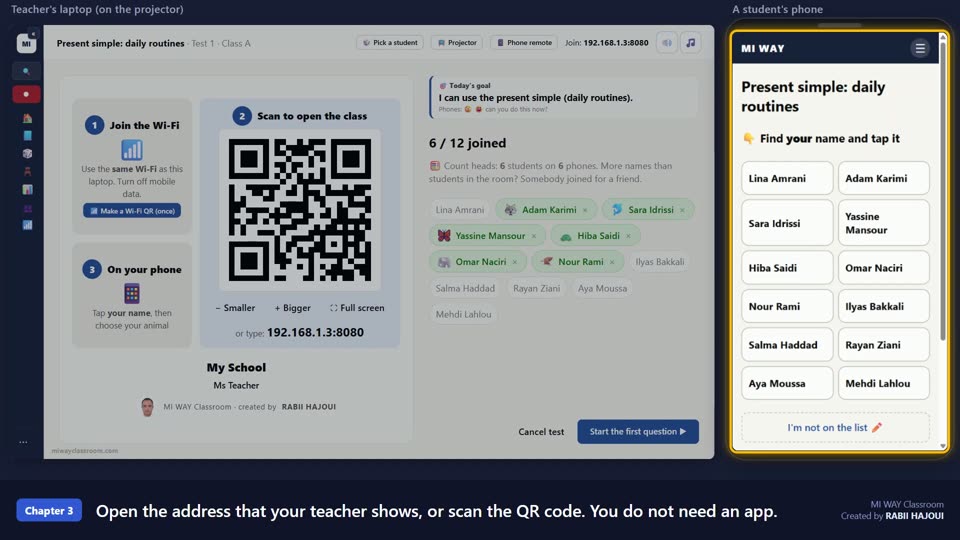 Teacher's laptop (on the projector)
A student's phone
MI
Present simple: daily routines · Test 1 · Class A
Pick a student
Projector
Phone remote
Join: 192.168.1.3:8080
1 Join the Wi-Fi
Use the same Wi-Fi as this
laptop. Turn off mobile
data.
Make a Wi-Fi QR (once)
2 Scan to open the class
− Smaller
+ Bigger
Full screen
or type: 192.168.1.3:8080
3 On your phone
Tap your name, then
choose your animal
My School
Ms Teacher
MI WAY Classroom · created by RABII HAJOUI
miwayclassroom.com
Today's goal
I can use the present simple (daily routines).
Phones: can you do this now?
6 / 12 joined
Count heads: 6 students on 6 phones. More names than
students in the room? Somebody joined for a friend.
Lina Amrani
Adam Karimi ×
Sara Idrissi ×
Yassine Mansour ×
Hiba Saidi ×
Omar Naciri ×
Nour Rami ×
Ilyas Bakkali
Salma Haddad
Rayan Ziani
Aya Moussa
Mehdi Lahlou
Cancel test
Start the first question
MI WAY
Present simple: daily
routines
Find your name and tap it
Lina Amrani
Adam Karimi
Sara Idrissi
Yassine
Mansour
Hiba Saidi
Omar Naciri
Nour Rami
Ilyas Bakkali
Salma Haddad
Rayan Ziani
Aya Moussa
Mehdi Lahlou
I'm not on the list
Chapter 3
Open the address that your teacher shows, or scan the QR code. You do not need an app.
MI WAY Classroom
Created by RABII HAJOUI